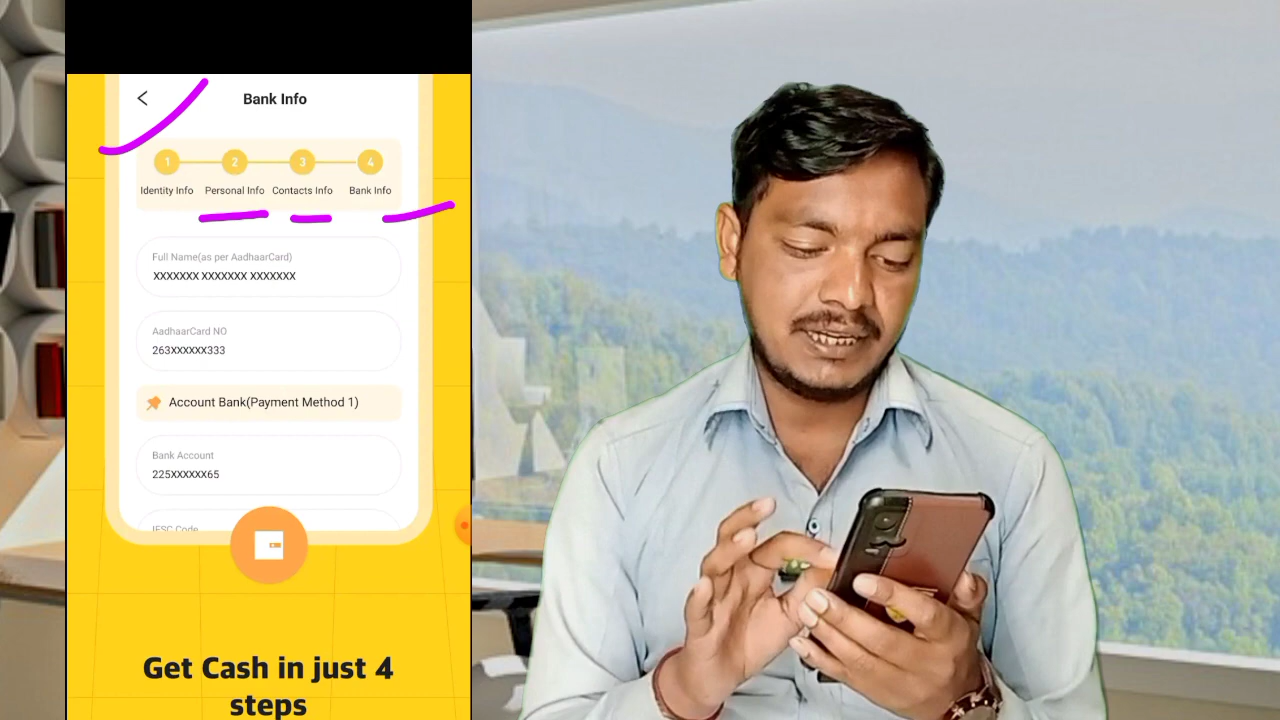 Bank Info
1 2 3 4
Identity Info Personal Info Contacts Info Bank Info
Full Name(as per AadhaarCard)
XXXXXXX XXXXXXX XXXXXXX
AadhaarCard NO
263XXXXXX333
Account Bank(Payment Method 1)
Bank Account
225XXXXXX65
IFSC Code
Get Cash in just 4
steps